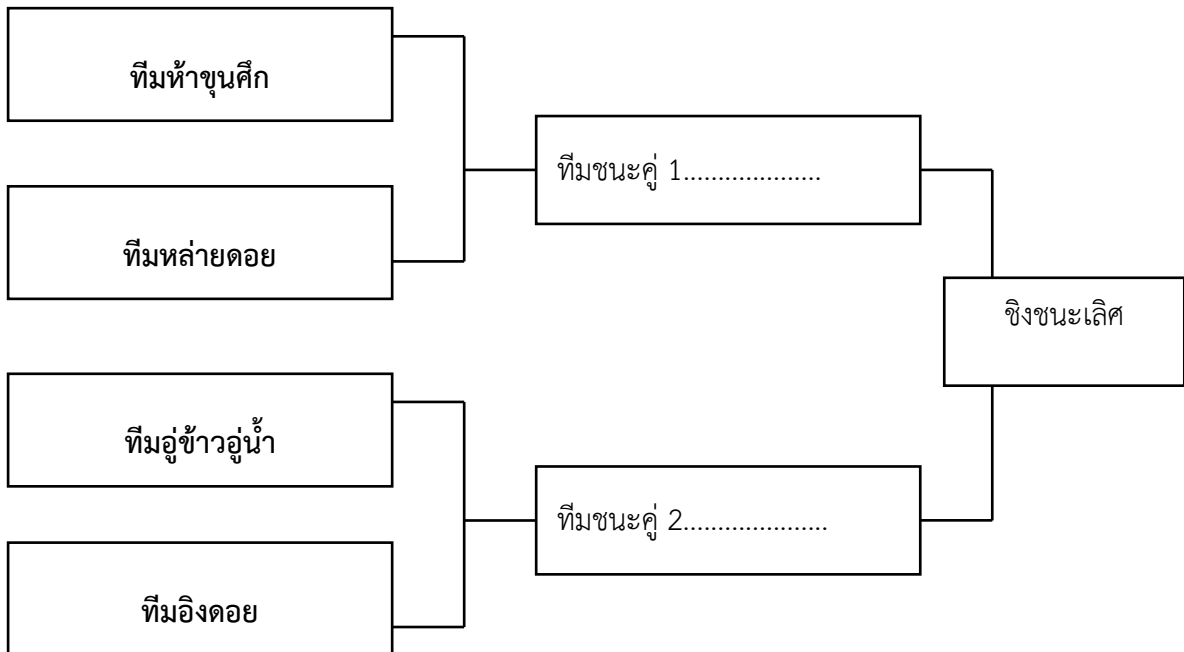 ทีมห้าขุนศึก
ทีมชนะคู่ 1....................
ทีมหล่ายดอย
ชิงชนะเลิศ
ทีมอู่ข้าวอู่น้ำ
ทีมชนะคู่ 2.....................
ทีมอิงดอย